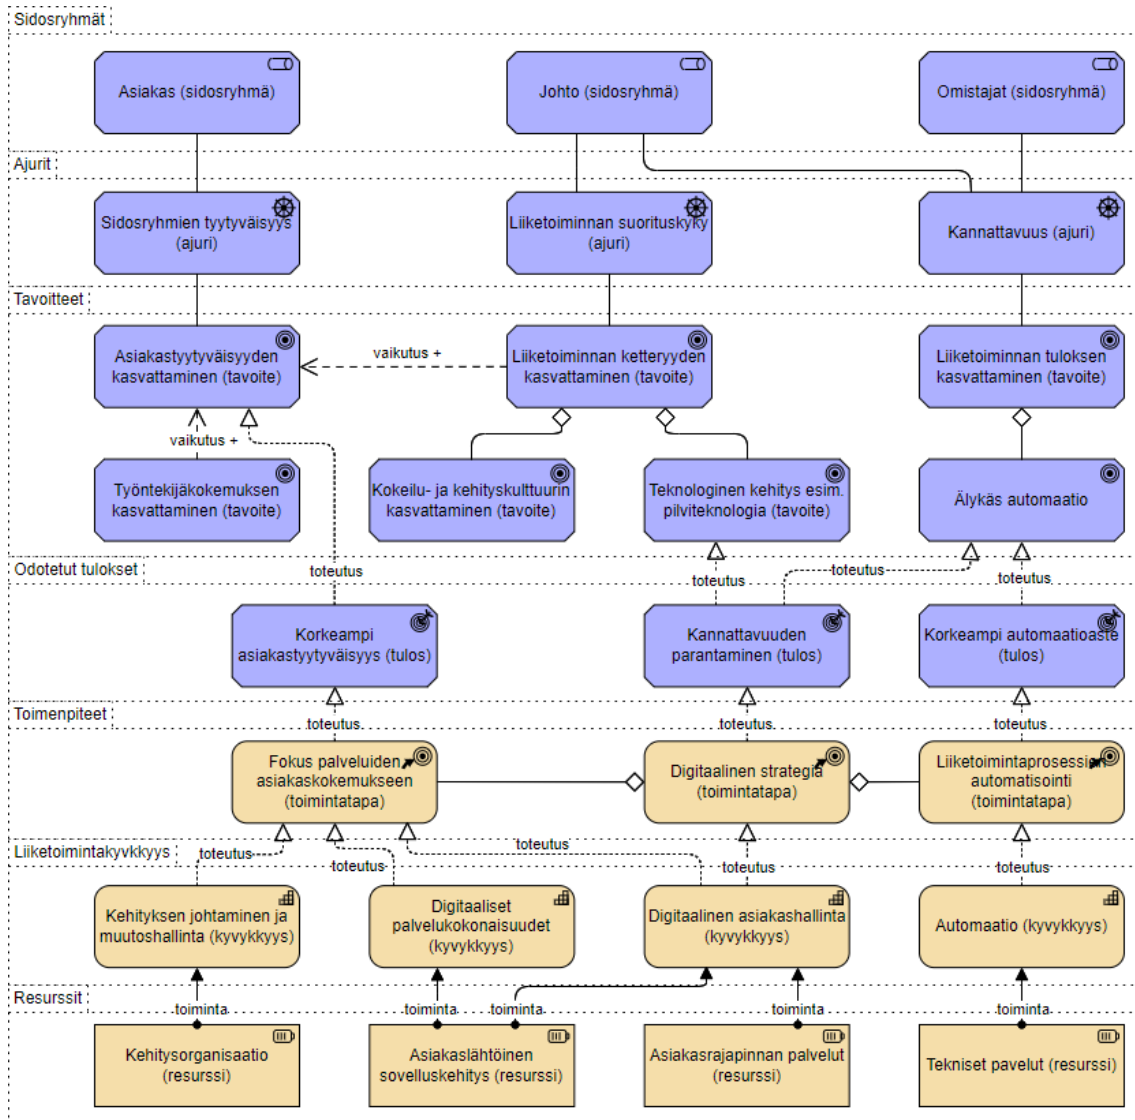 Sidosryhmät
Asiakas (sidosryhmä)
Johto (sidosryhmä)
Omistajat (sidosryhmä)
Ajurit
Sidosryhmien tyytyväisyys
(ajuri)
Liiketoiminnan suorituskyky
(ajuri)
Kannattavuus (ajuri)
Tavoitteet
Asiakastyytyväisyyden
kasvattaminen (tavoite)
vaikutus +
Liiketoiminnan ketteryyden
kasvattaminen (tavoite)
Liiketoiminnan tuloksen
kasvattaminen (tavoite)
vaikutus +
Työntekijäkokemuksen
kasvattaminen (tavoite)
Kokeilu- ja kehityskulttuurin
kasvattaminen (tavoite)
Teknologinen kehitys esim.
pilviteknologia (tavoite)
Älykäs automaatio
Odotetut tulokset
toteutus
toteutus
toteutus
toteutus
Korkeampi
asiakastyytyväisyys (tulos)
Kannattavuuden
parantaminen (tulos)
Korkeampi automaatioaste
(tulos)
Toimenpiteet
toteutus
toteutus
toteutus
Fokus palveluiden
asiakaskokemukseen
(toimintatapa)
Digitaalinen strategia
(toimintatapa)
Liiketoimintaprosessien
automatisointi
(toimintatapa)
Liiketoimintakyvkkyys
toteutus
toteutus
toteutus
toteutus
toteutus
Kehityksen johtaminen ja
muutoshallinta (kyvykkyys)
Digitaaliset
palvelukokonaisuudet
(kyvykkyys)
Digitaalinen asiakashallinta
(kyvykkyys)
Automaatio (kyvykkyys)
Resurssit
toiminta
toiminta
toiminta
toiminta
toiminta
Kehitysorganisaatio
(resurssi)
Asiakaslähtöinen
sovelluskehitys (resurssi)
Asiakasrajapinnan palvelut
(resurssi)
Tekniset pavelut (resurssi)